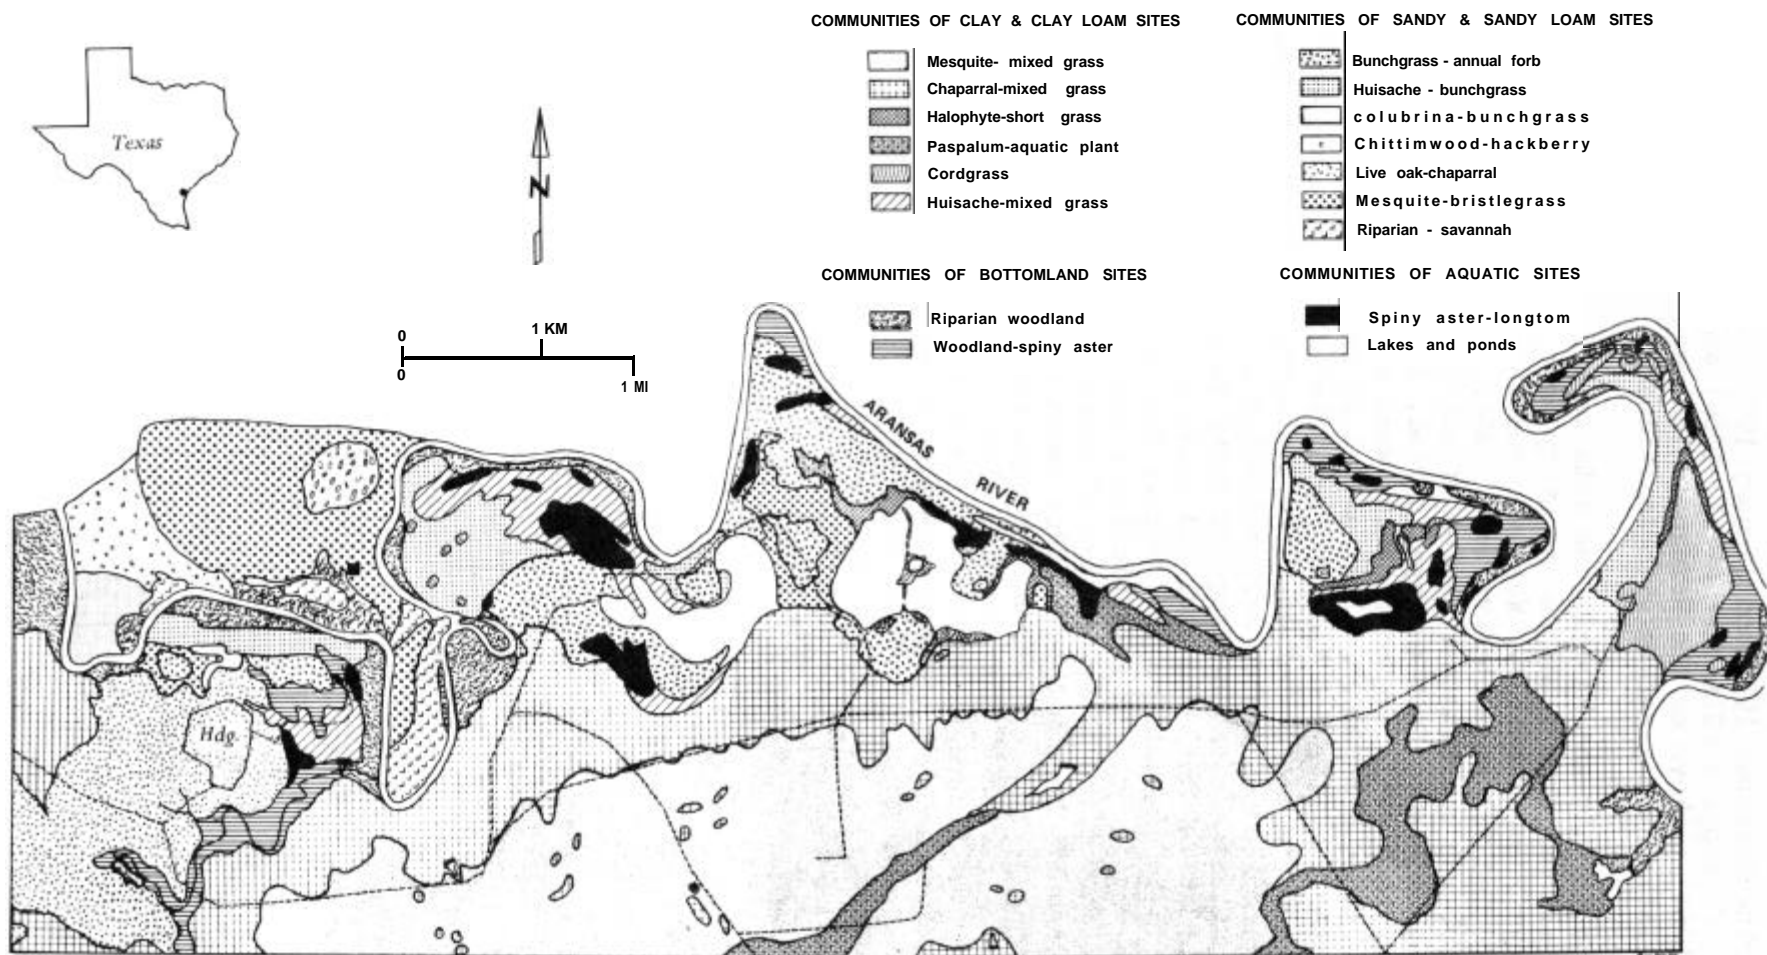 COMMUNITIES OF CLAY & CLAY LOAM SITES
Mesquite- mixed grass
Chaparral-mixed grass
Halophyte-short grass
Paspalum-aquatic plant
Cordgrass
Huisache-mixed grass
COMMUNITIES OF SANDY & SANDY LOAM SITES
Bunchgrass - annual forb
Huisache - bunchgrass
colubrina-bunchgrass
Chittimwood-hackberry
Live oak-chaparral
Mesquite-bristlegrass
Riparian - savannah
COMMUNITIES OF BOTTOMLAND SITES
Riparian woodland
Woodland-spiny aster
COMMUNITIES OF AQUATIC SITES
Spiny aster-longtom
Lakes and ponds
Texas
N
0 1 KM
0 1 MI
ARANSAS RIVER
Hdg.